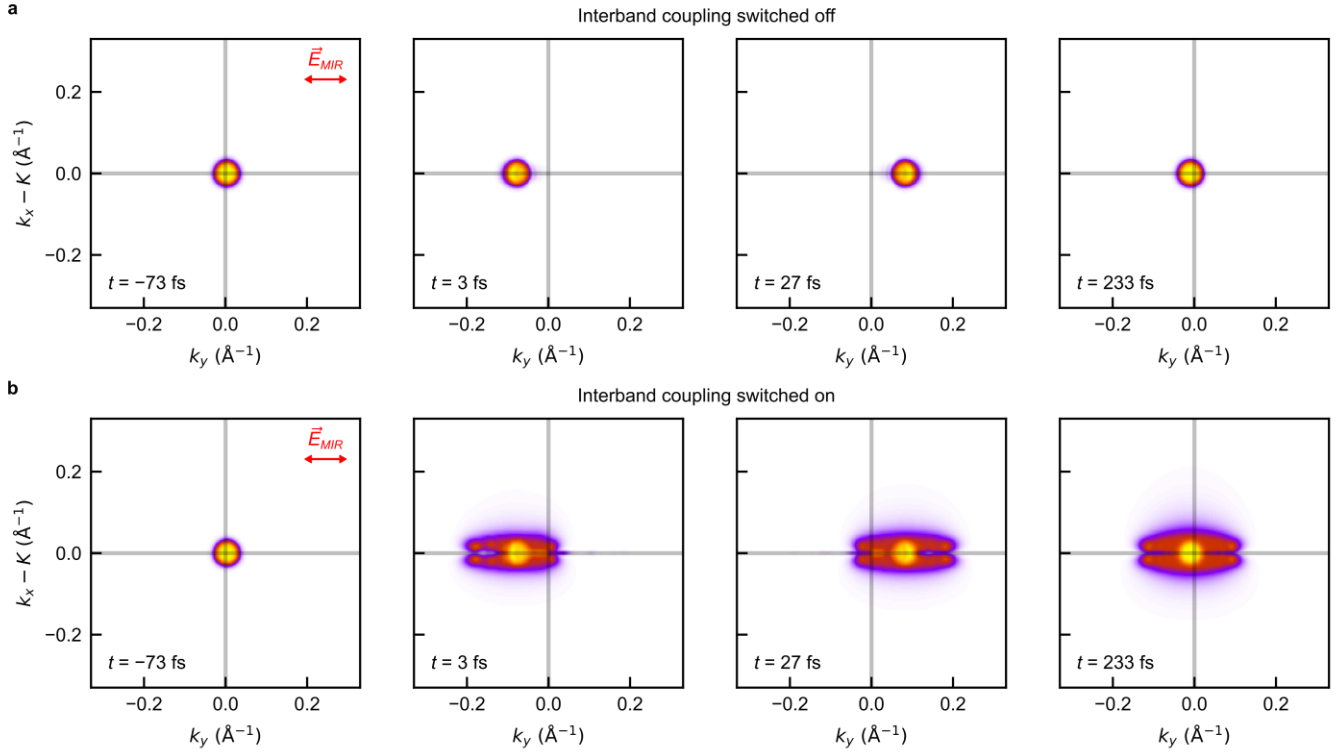 a
Interband coupling switched off
E⃗MIR
kx − K (Å−1)
0.2
0.0
−0.2
t = −73 fs
t = 3 fs
t = 27 fs
t = 233 fs
−0.2 0.0 0.2
−0.2 0.0 0.2
−0.2 0.0 0.2
−0.2 0.0 0.2
ky (Å−1)
ky (Å−1)
ky (Å−1)
ky (Å−1)
b
Interband coupling switched on
E⃗MIR
kx − K (Å−1)
0.2
0.0
−0.2
t = −73 fs
t = 3 fs
t = 27 fs
t = 233 fs
−0.2 0.0 0.2
−0.2 0.0 0.2
−0.2 0.0 0.2
−0.2 0.0 0.2
ky (Å−1)
ky (Å−1)
ky (Å−1)
ky (Å−1)